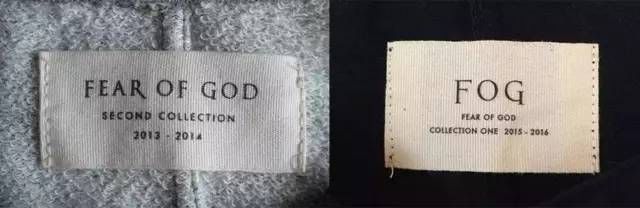 FEAR OF GOD
SECOND COLLECTION
2013 - 2014
FOG
FEAR OF GOD
COLLECTION ONE 2015 - 2016